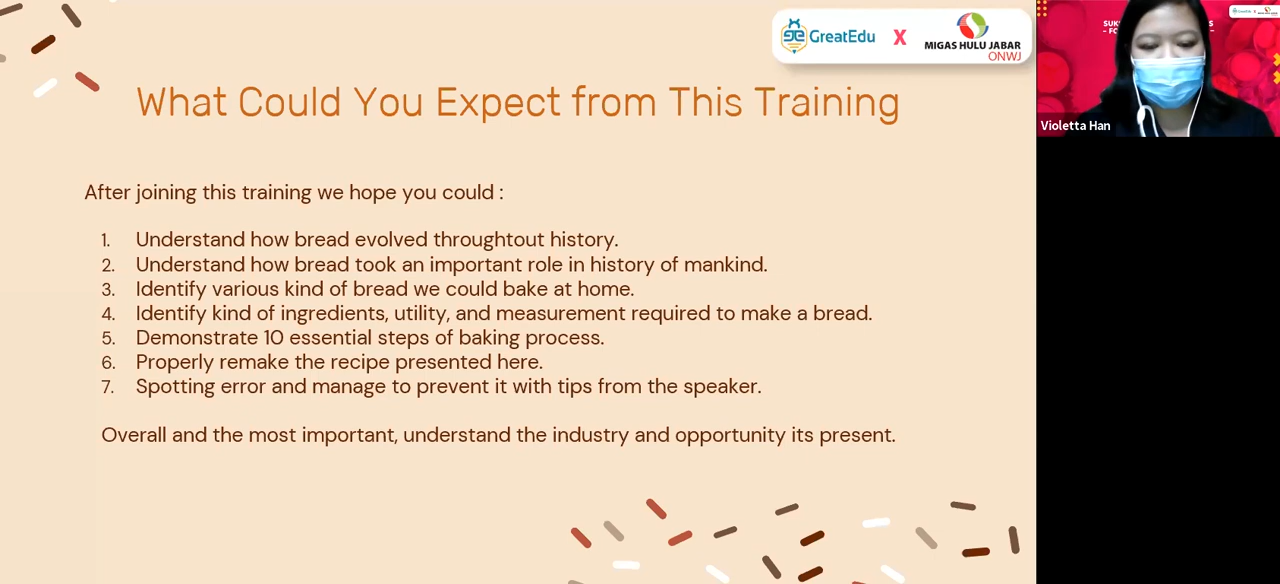 GreatEdu X MIGAS HULU JABAR
ONWJ
What Could You Expect from This Training
After joining this training we hope you could :
1. Understand how bread evolved throughtout history.
2. Understand how bread took an important role in history of mankind.
3. Identify various kind of bread we could bake at home.
4. Identify kind of ingredients, utility, and measurement required to make a bread.
5. Demonstrate 10 essential steps of baking process.
6. Properly remake the recipe presented here.
7. Spotting error and manage to prevent it with tips from the speaker.
Overall and the most important, understand the industry and opportunity its present.
Violetta Han